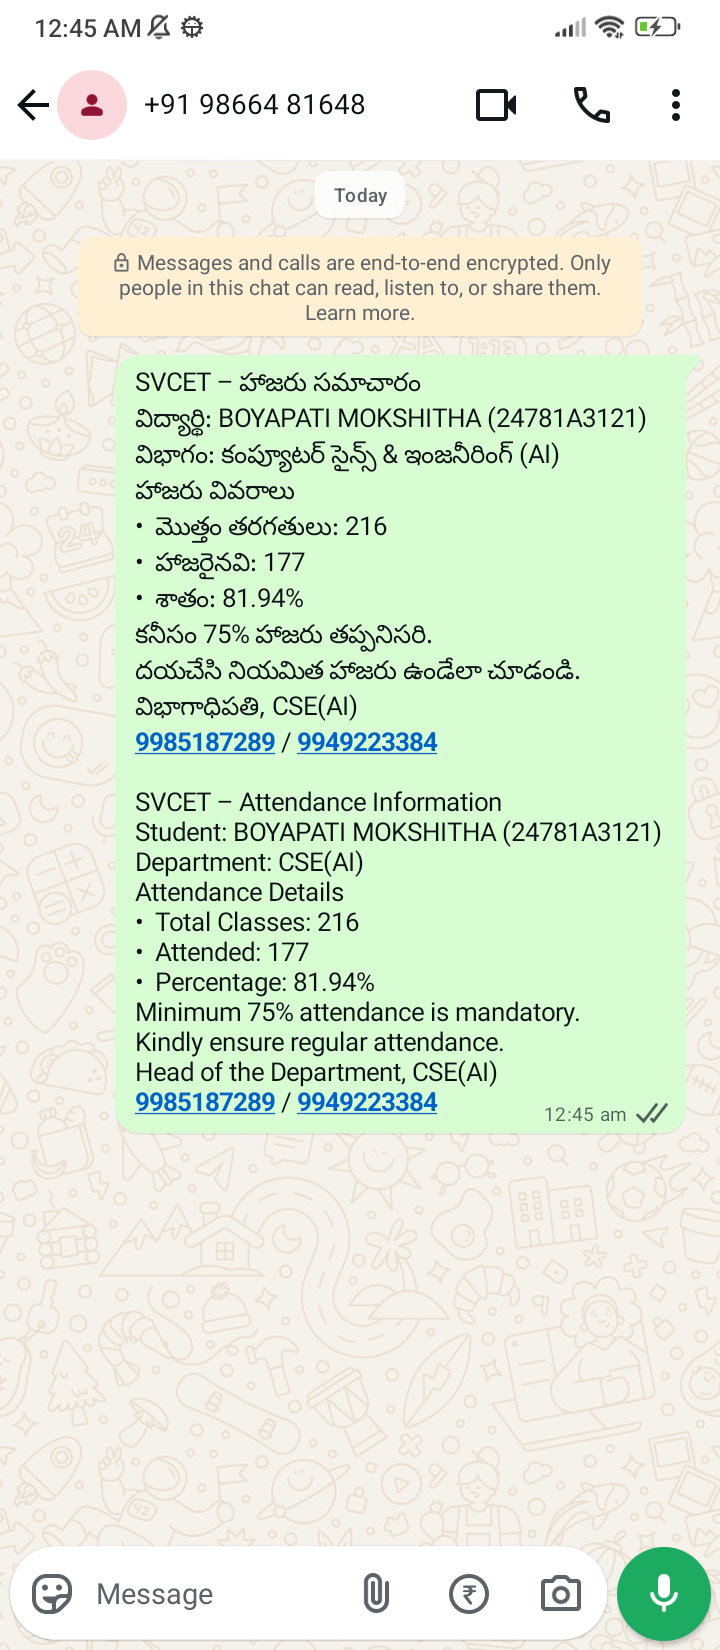 12:45 AM
+91 98664 81648
Today
Messages and calls are end-to-end encrypted. Only
people in this chat can read, listen to, or share them.
Learn more.
SVCET – హాజరు సమాచారం
విద్యార్థి: BOYAPATI MOKSHITHA (24781A3121)
విభాగం: కంప్యూటర్ సైన్స్ & ఇంజనీరింగ్ (AI)
హాజరు వివరాలు
• మొత్తం తరగతులు: 216
• హాజరైనవి: 177
• శాతం: 81.94%
కనీసం 75% హాజరు తప్పనిసరి.
దయచేసి నియమిత హాజరు ఉండేలా చూడండి.
విభాగాధిపతి, CSE(AI)
9985187289 / 9949223384
SVCET – Attendance Information
Student: BOYAPATI MOKSHITHA (24781A3121)
Department: CSE(AI)
Attendance Details
• Total Classes: 216
• Attended: 177
• Percentage: 81.94%
Minimum 75% attendance is mandatory.
Kindly ensure regular attendance.
Head of the Department, CSE(AI)
9985187289 / 9949223384
12:45 am
Message